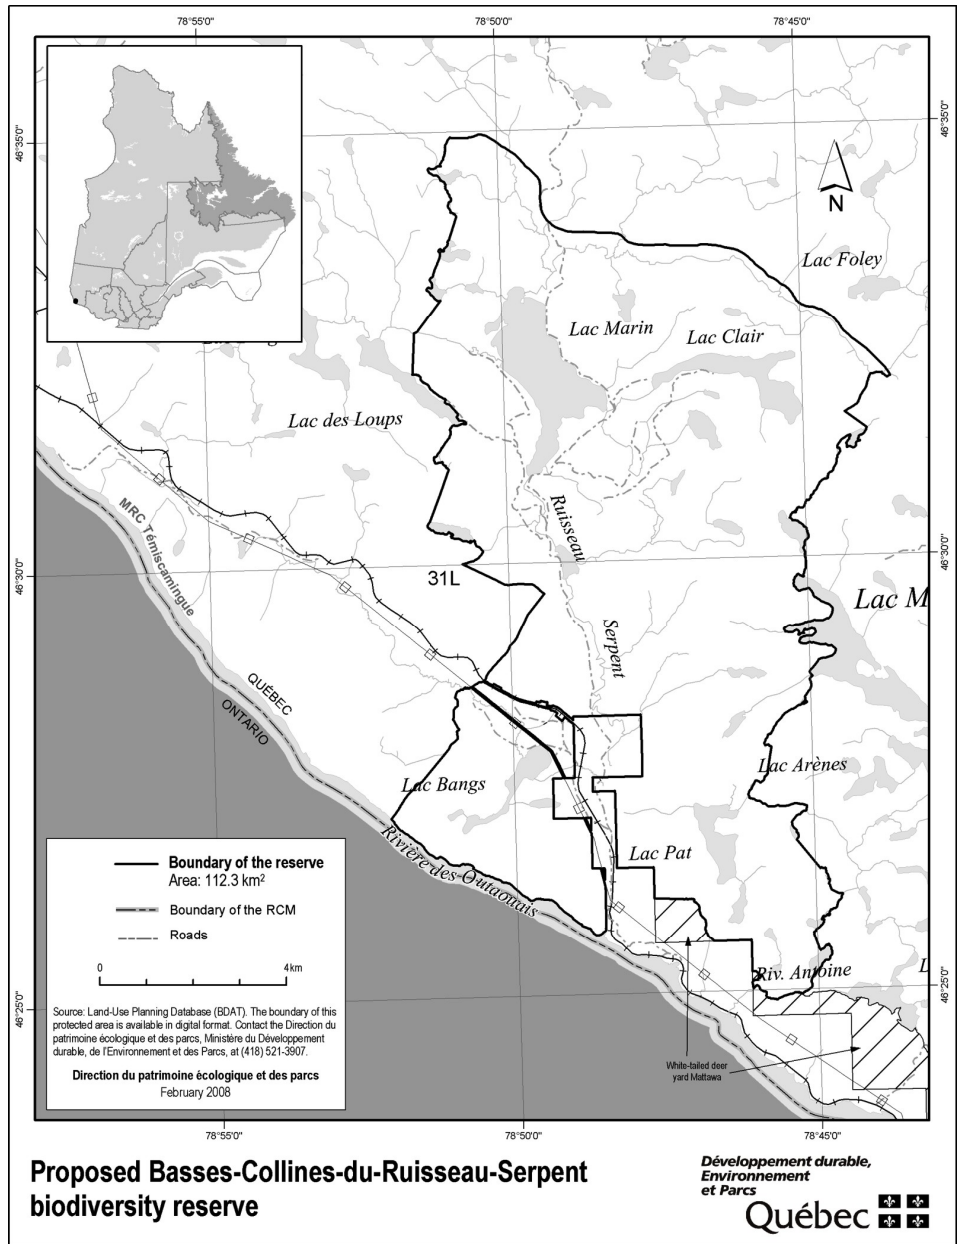 78°55'0"
78°50'0"
78°45'0"
46°35'0"
46°35'0"
N
Lac Foley
Lac Marin
Lac Clair
Lac des Loups
Ruisseau
MRC Témiscamingue
46°30'0"
46°30'0"
31L
Lac M
Serpent
QUÉBEC
ONTARIO
Lac Arènes
Lac Bangs
Rivière des Outaouais
Lac Pat
Riv. Antoine
L
46°25'0"
46°25'0"
White-tailed deer
yard Mattawa
Boundary of the reserve
Area: 112.3 km²
Boundary of the RCM
Roads
0 4 km
Source: Land-Use Planning Database (BDAT). The boundary of this
protected area is available in digital format. Contact the Direction du
patrimoine écologique et des parcs, Ministère du Développement
durable, de l'Environnement et des Parcs, at (418) 521-3907.
Direction du patrimoine écologique et des parcs
February 2008
78°55'0"
78°50'0"
78°45'0"
Proposed Basses-Collines-du-Ruisseau-Serpent
biodiversity reserve
Développement durable,
Environnement
et Parcs
Québec